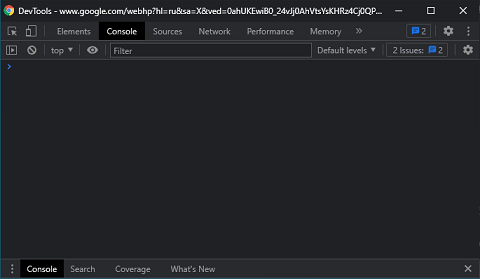 DevTools - www.google.com/webhp?hl=ru&sa=X&ved=0ahUKEwiB0_24vJj0AhVtsYsKHRz4Cj0QP...
Elements Console Sources Network Performance Memory » 2
top Filter Default levels 2 Issues: 2
Console Search Coverage What's New